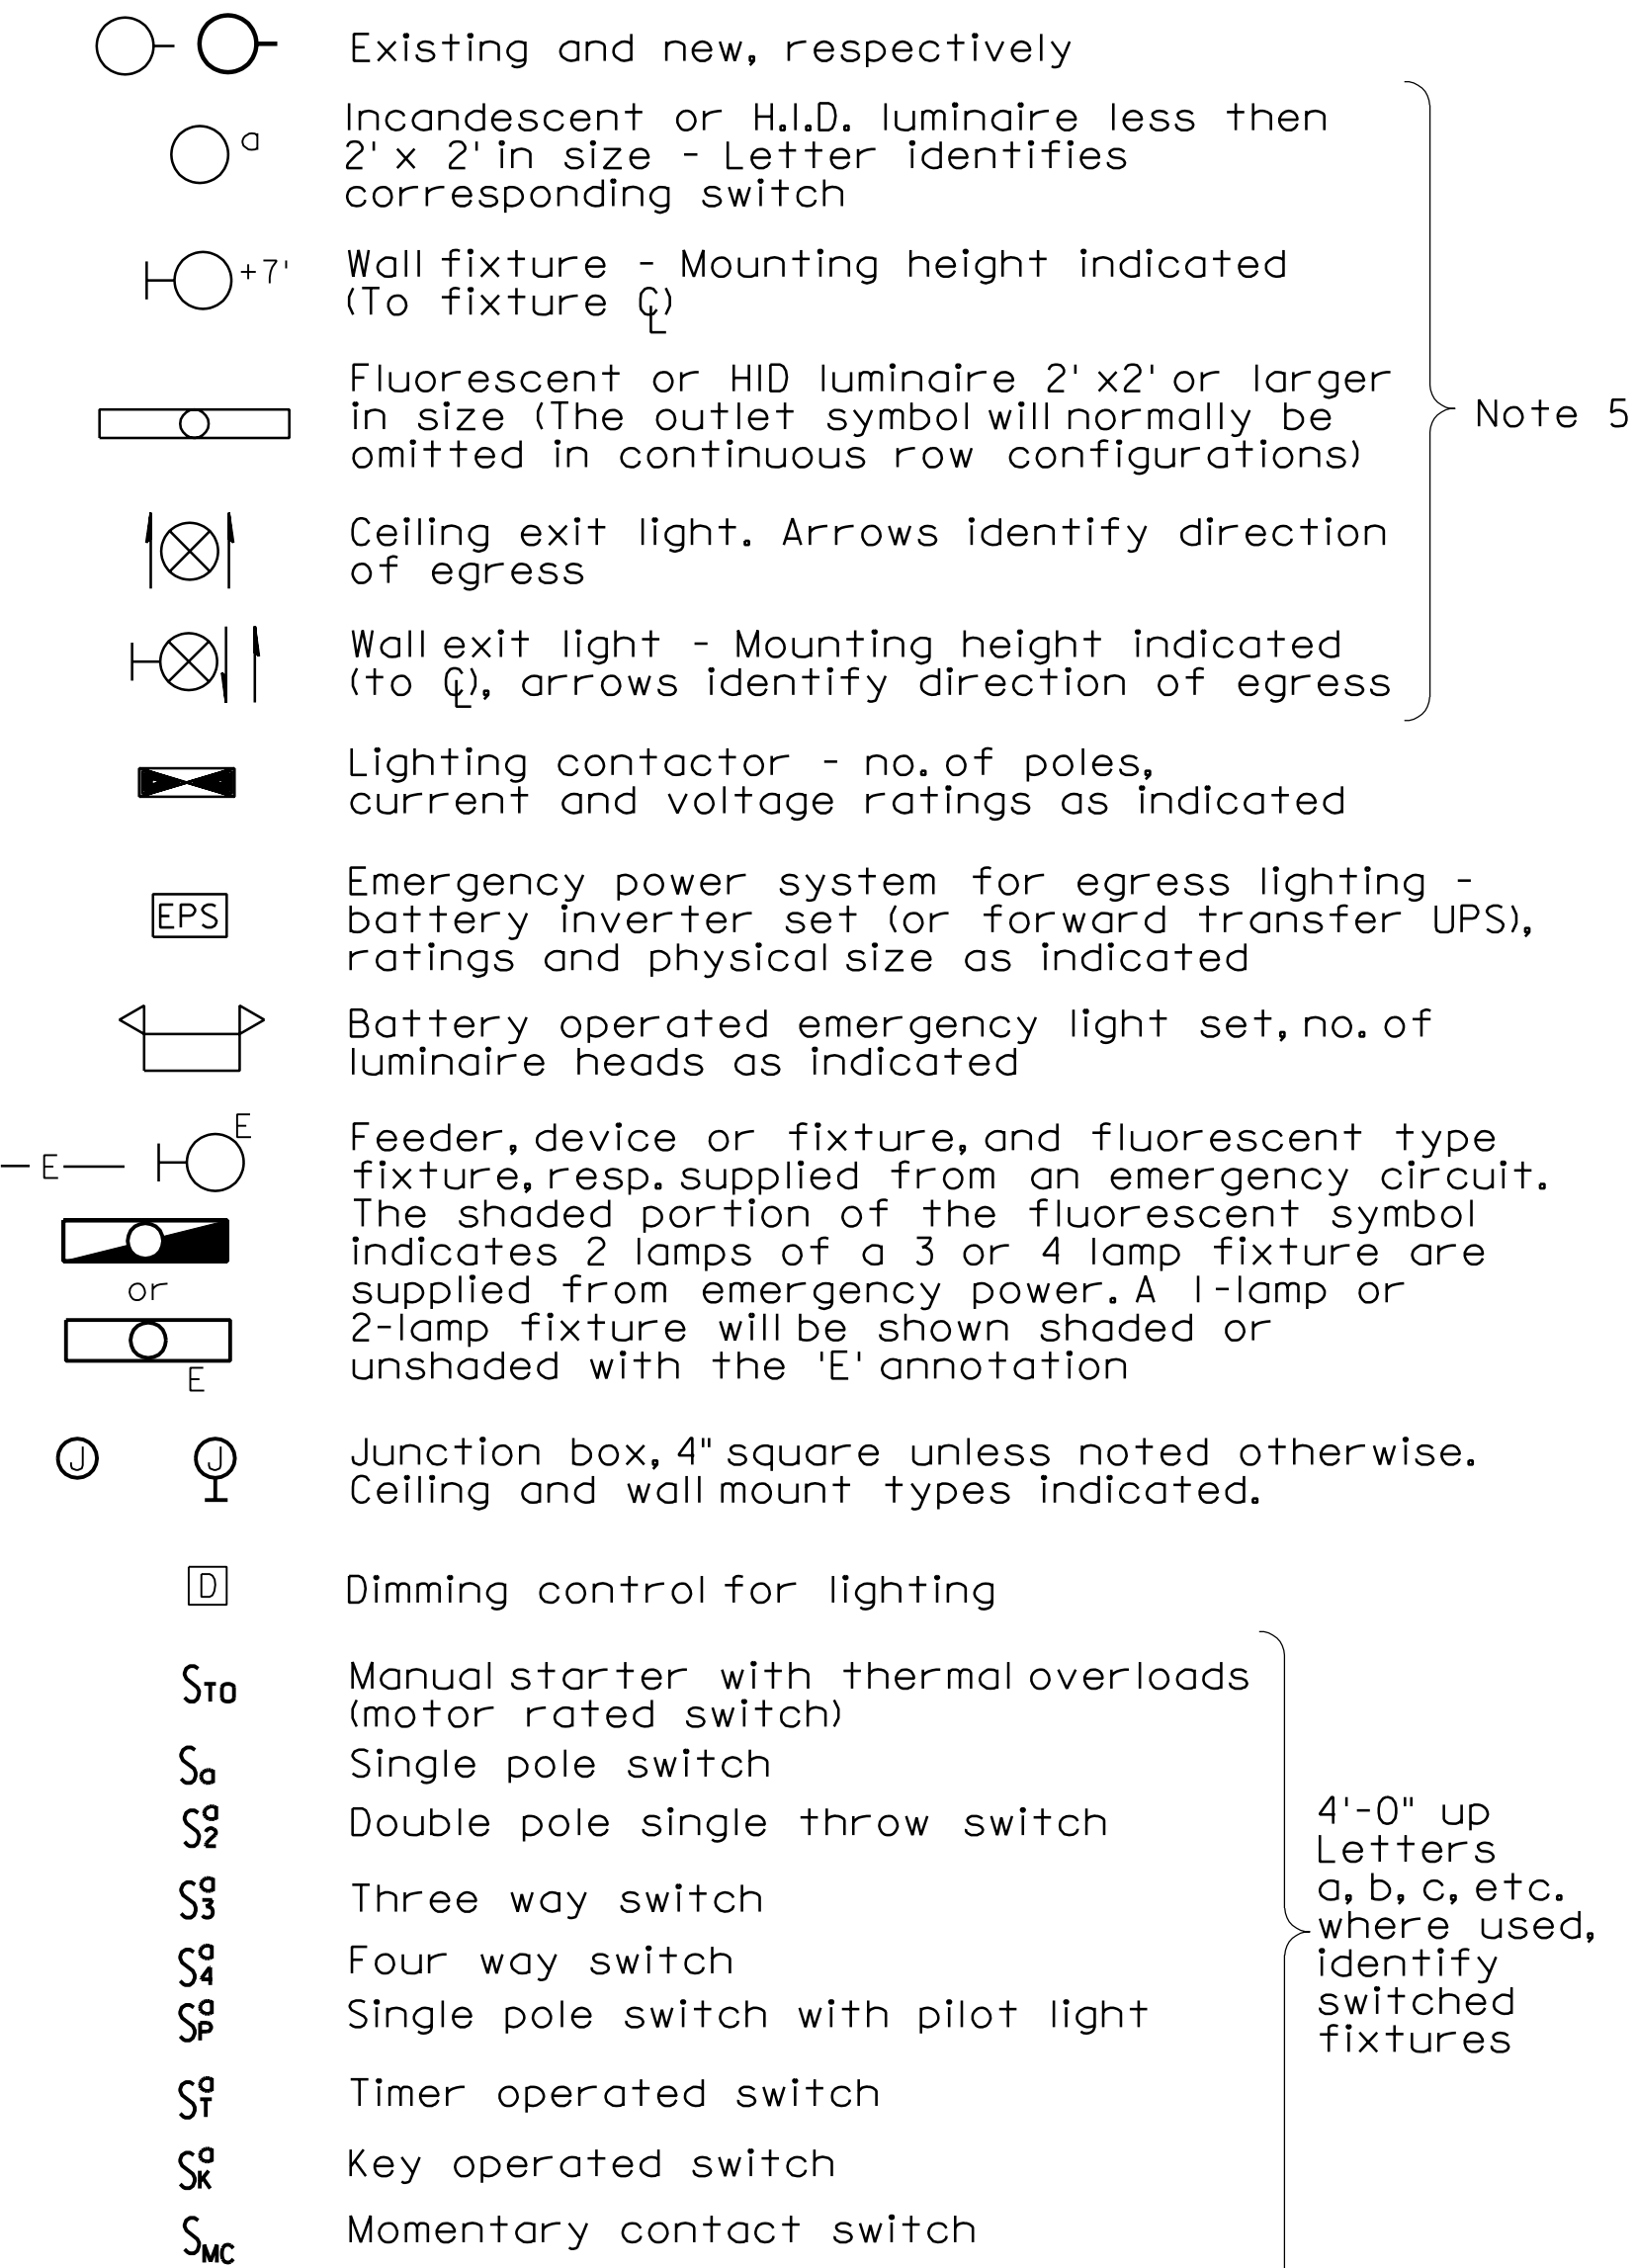 Existing and new, respectively
a
Incandescent or H.I.D. luminaire less then
2' x 2' in size - Letter identifies
corresponding switch
+7'
Wall fixture - Mounting height indicated
(To fixture ℄)
Fluorescent or HID luminaire 2' x2' or larger
in size (The outlet symbol will normally be
omitted in continuous row configurations)
Note 5
Ceiling exit light. Arrows identify direction
of egress
Wall exit light - Mounting height indicated
(to ℄), arrows identify direction of egress
Lighting contactor - no. of poles,
current and voltage ratings as indicated
EPS
Emergency power system for egress lighting -
battery inverter set (or forward transfer UPS),
ratings and physical size as indicated
Battery operated emergency light set, no. of
luminaire heads as indicated
E
E
Feeder, device or fixture, and fluorescent type
fixture, resp. supplied from an emergency circuit.
The shaded portion of the fluorescent symbol
indicates 2 lamps of a 3 or 4 lamp fixture are
supplied from emergency power. A 1-lamp or
2-lamp fixture will be shown shaded or
unshaded with the 'E' annotation
or
E
J J
Junction box, 4" square unless noted otherwise.
Ceiling and wall mount types indicated.
D
Dimming control for lighting
STO
Manual starter with thermal overloads
(motor rated switch)
Sa
Single pole switch
Sa2
Double pole single throw switch
Sa3
Three way switch
Sa4
Four way switch
SaP
Single pole switch with pilot light
SaT
Timer operated switch
SaK
Key operated switch
SMC
Momentary contact switch
4'-0" up
Letters
a, b, c, etc.
where used,
identify
switched
fixtures